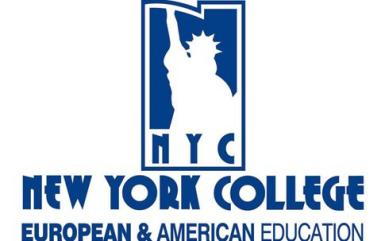 NYC
NEW YORK COLLEGE
EUROPEAN & AMERICAN EDUCATION